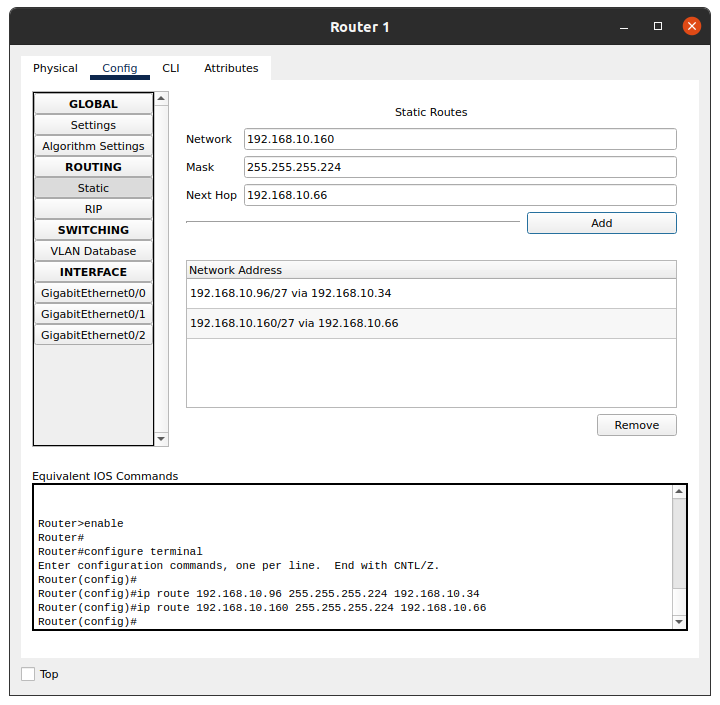 Router 1
Physical Config CLI Attributes
GLOBAL
Settings
Algorithm Settings
ROUTING
Static
RIP
SWITCHING
VLAN Database
INTERFACE
GigabitEthernet0/0
GigabitEthernet0/1
GigabitEthernet0/2
Static Routes
Network 192.168.10.160
Mask 255.255.255.224
Next Hop 192.168.10.66
Add
Network Address
192.168.10.96/27 via 192.168.10.34
192.168.10.160/27 via 192.168.10.66
Remove
Equivalent IOS Commands
Router>enable
Router#
Router#configure terminal
Enter configuration commands, one per line.  End with CNTL/Z.
Router(config)#
Router(config)#ip route 192.168.10.96 255.255.255.224 192.168.10.34
Router(config)#ip route 192.168.10.160 255.255.255.224 192.168.10.66
Router(config)#
Top